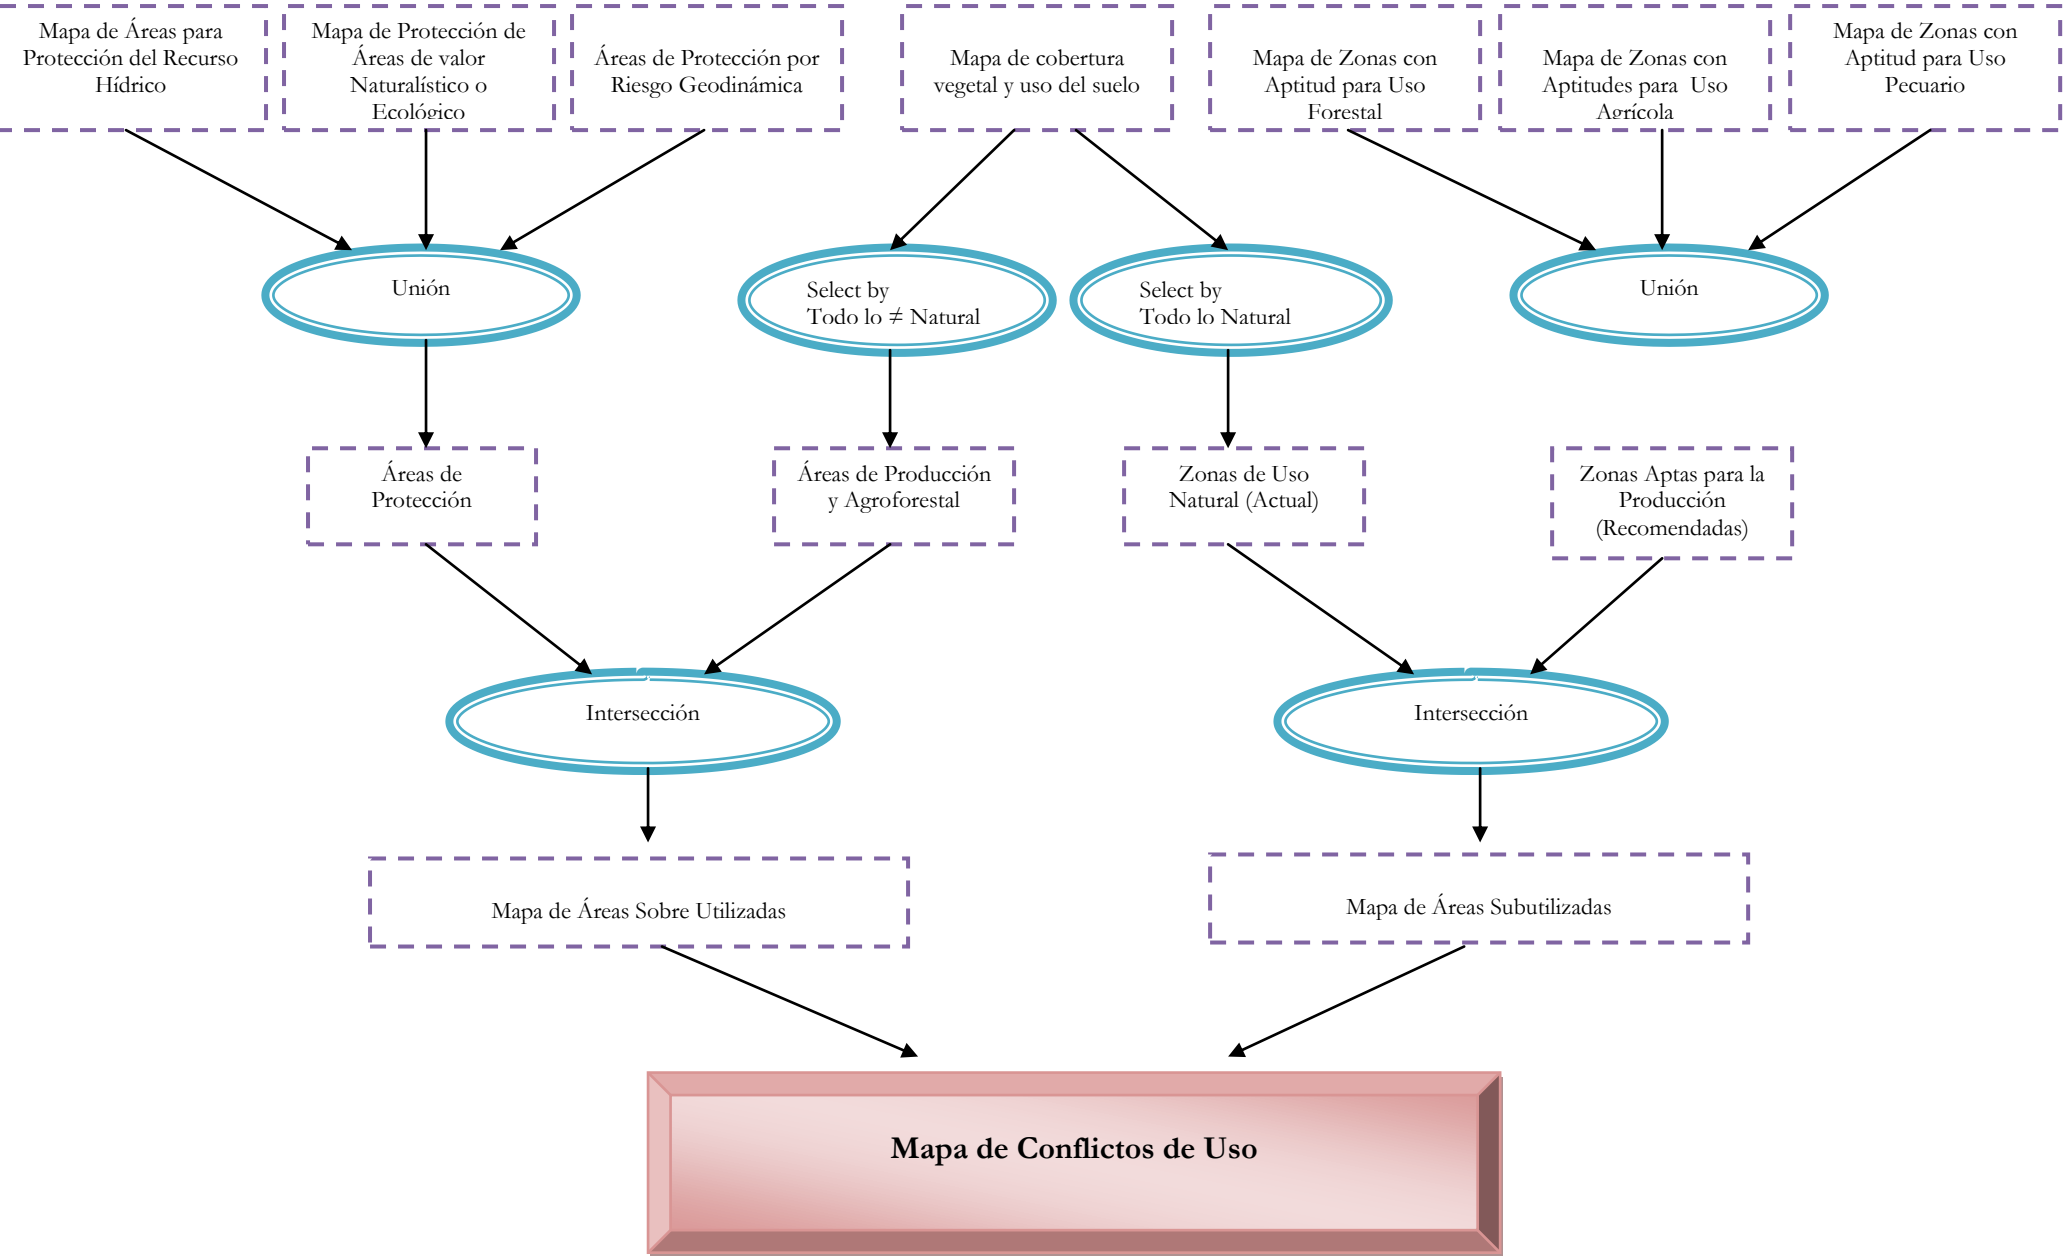 Mapa de Áreas para
Protección del Recurso
Hídrico
Mapa de Protección de
Áreas de valor
Naturalístico o
Ecológico
Áreas de Protección por
Riesgo Geodinámica
Mapa de cobertura
vegetal y uso del suelo
Mapa de Zonas con
Aptitud para Uso
Forestal
Mapa de Zonas con
Aptitudes para Uso
Agrícola
Mapa de Zonas con
Aptitud para Uso
Pecuario
Unión
Select by
Todo lo ≠ Natural
Select by
Todo lo Natural
Unión
Áreas de
Protección
Áreas de Producción
y Agroforestal
Zonas de Uso
Natural (Actual)
Zonas Aptas para la
Producción
(Recomendadas)
Intersección
Intersección
Mapa de Áreas Sobre Utilizadas
Mapa de Áreas Subutilizadas
Mapa de Conflictos de Uso